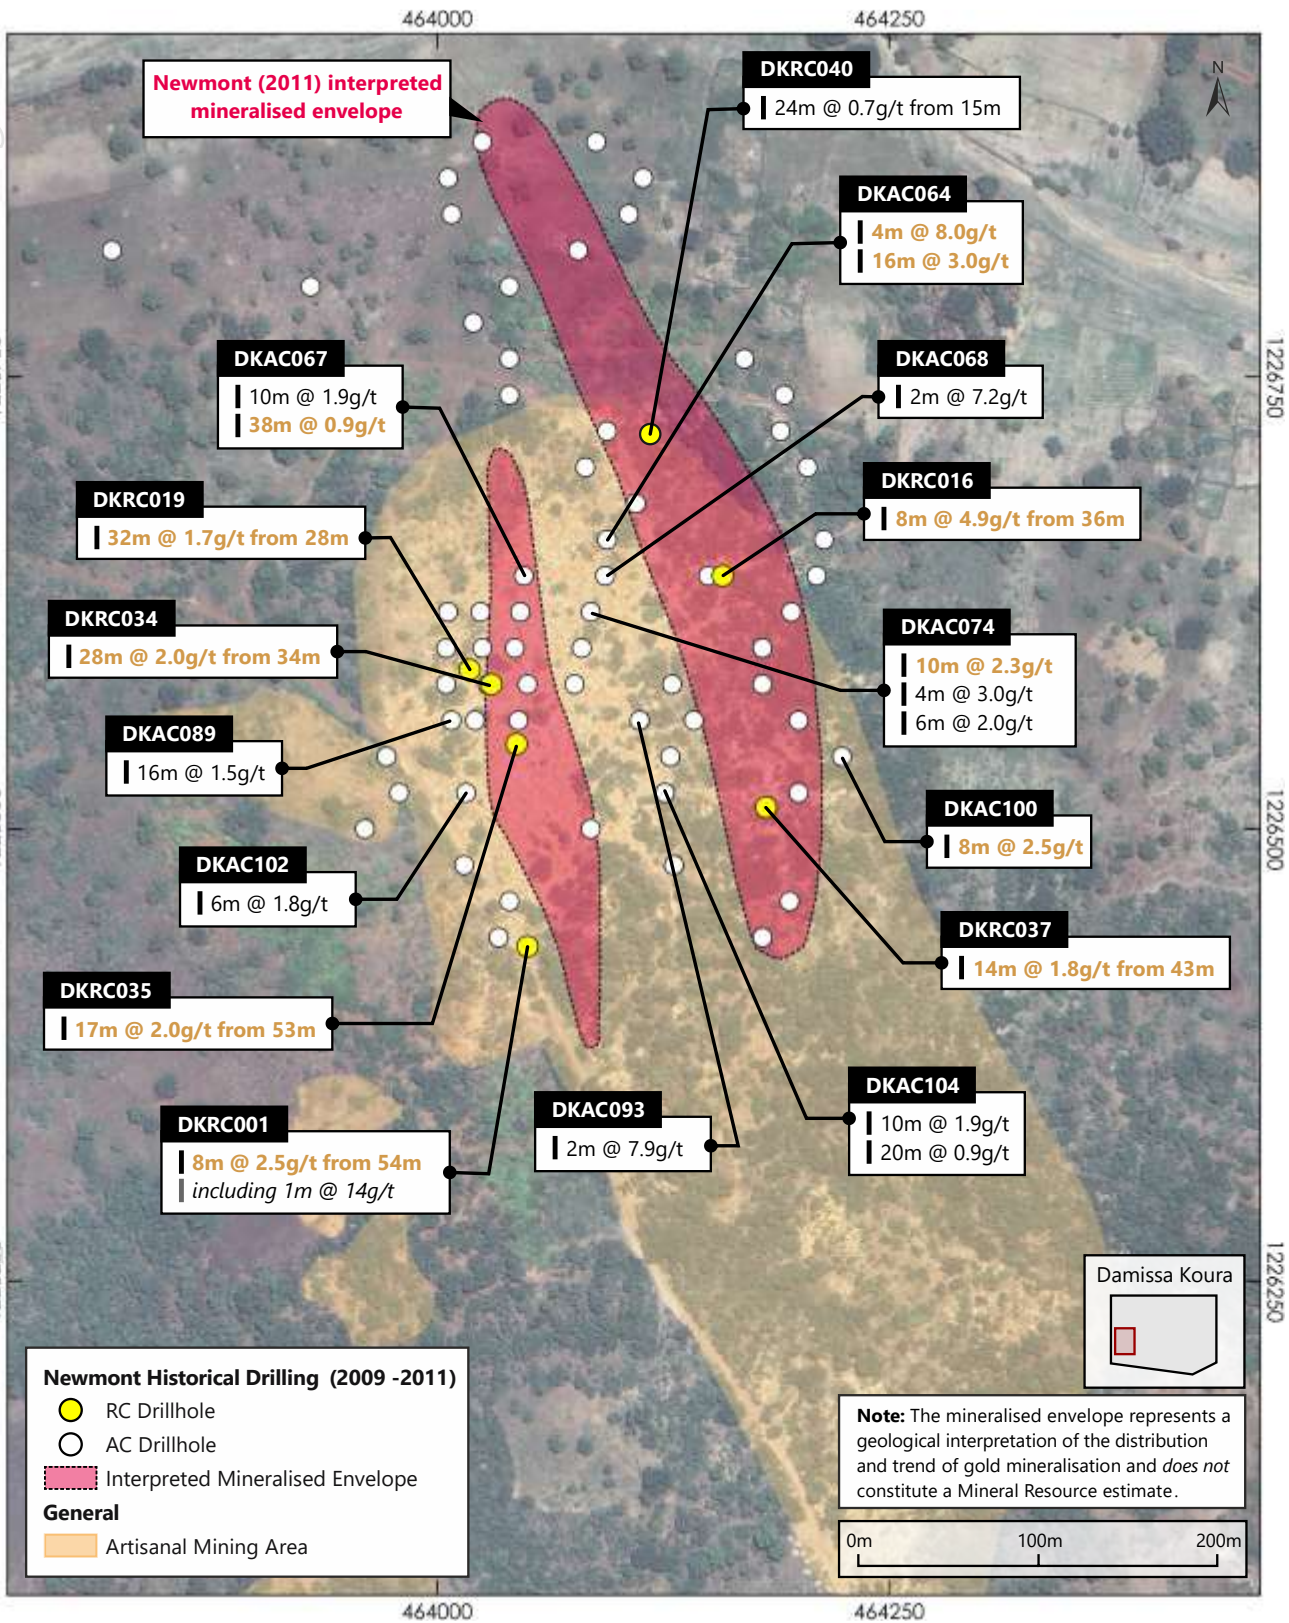 464000
464250
Newmont (2011) interpreted
mineralised envelope
DKRC040
24m @ 0.7g/t from 15m
N
DKAC064
4m @ 8.0g/t
16m @ 3.0g/t
DKAC067
10m @ 1.9g/t
38m @ 0.9g/t
DKAC068
2m @ 7.2g/t
1226750
DKRC016
8m @ 4.9g/t from 36m
DKRC019
32m @ 1.7g/t from 28m
DKRC034
28m @ 2.0g/t from 34m
DKAC074
10m @ 2.3g/t
4m @ 3.0g/t
6m @ 2.0g/t
DKAC089
16m @ 1.5g/t
DKAC100
8m @ 2.5g/t
1226500
DKAC102
6m @ 1.8g/t
DKRC037
14m @ 1.8g/t from 43m
DKRC035
17m @ 2.0g/t from 53m
DKAC104
10m @ 1.9g/t
20m @ 0.9g/t
DKAC093
2m @ 7.9g/t
DKRC001
8m @ 2.5g/t from 54m
including 1m @ 14g/t
1226250
Damissa Koura
Newmont Historical Drilling (2009 -2011)
RC Drillhole
AC Drillhole
Interpreted Mineralised Envelope
General
Artisanal Mining Area
Note: The mineralised envelope represents a
geological interpretation of the distribution
and trend of gold mineralisation and does not
constitute a Mineral Resource estimate.
0m 100m 200m
464000
464250